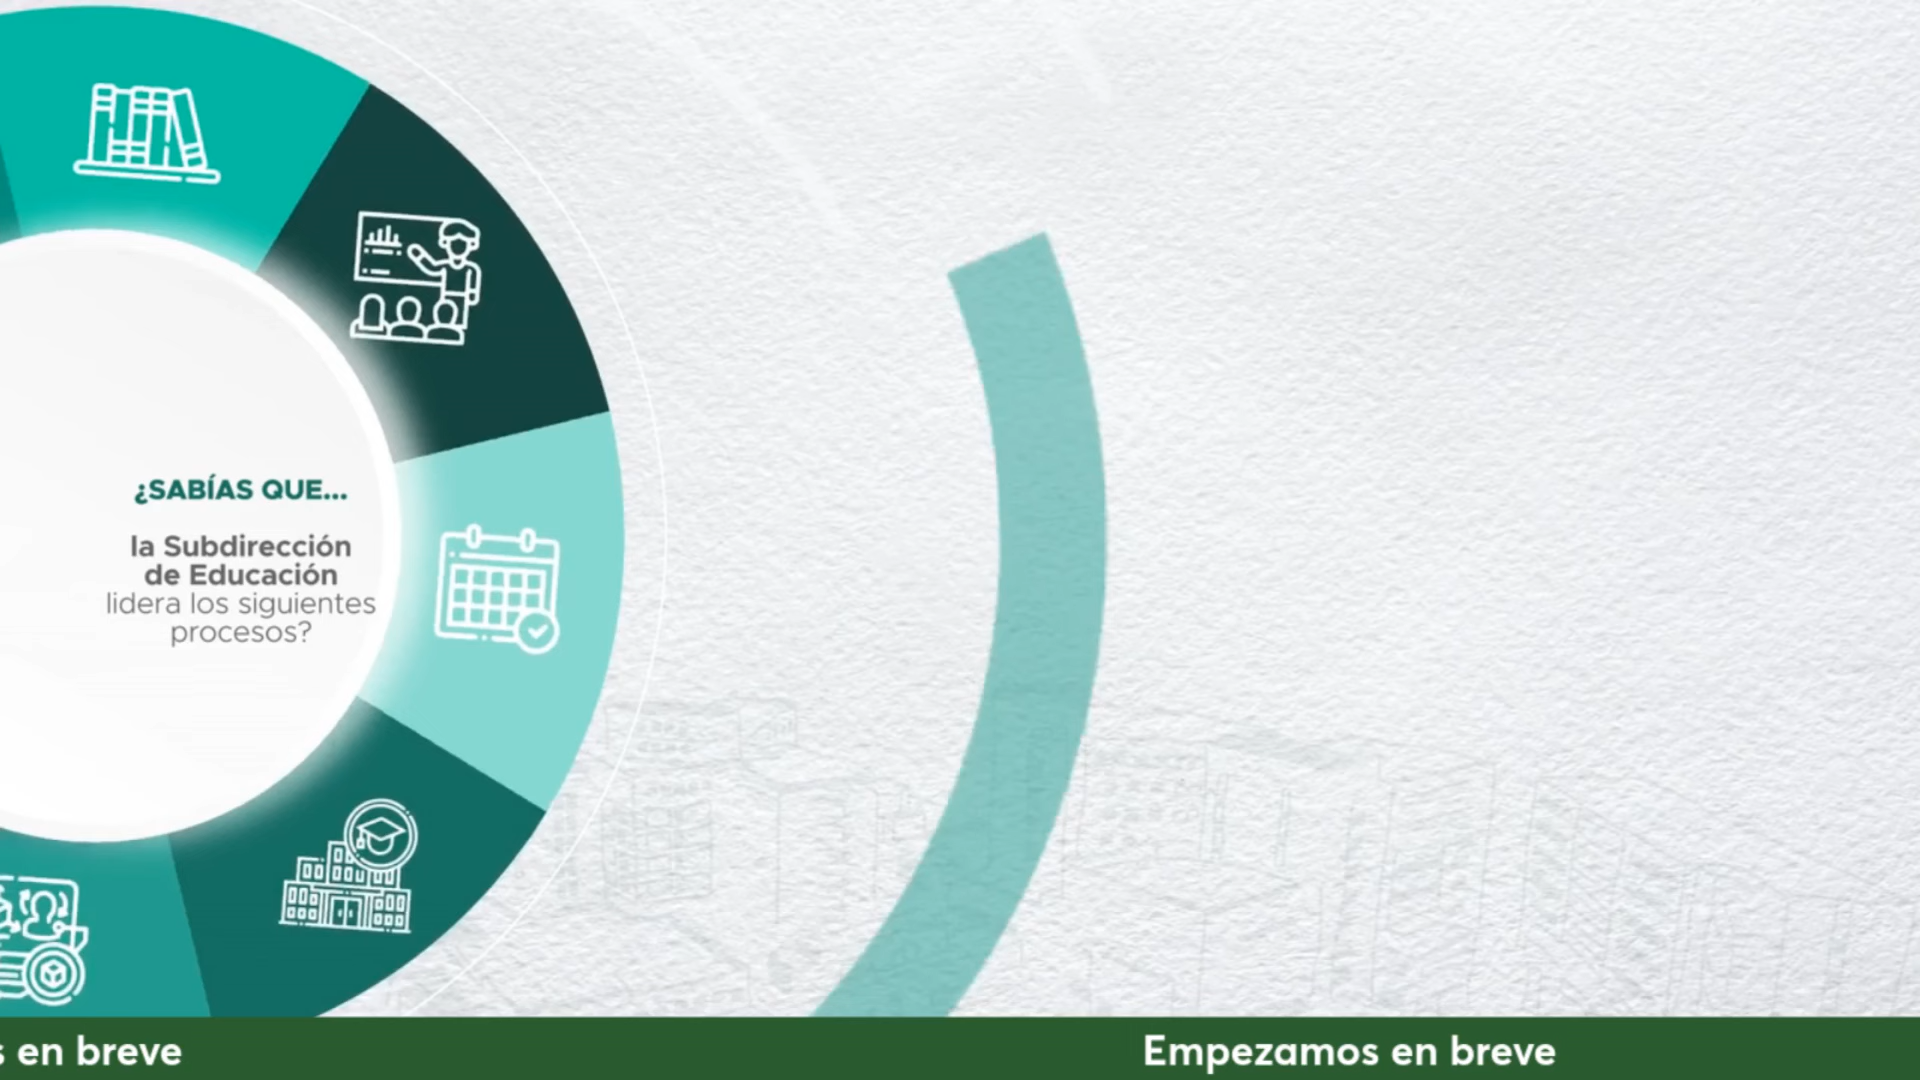 ¿SABÍAS QUE...
la Subdirección
de Educación
lidera los siguientes
procesos?
s en breve
Empezamos en breve